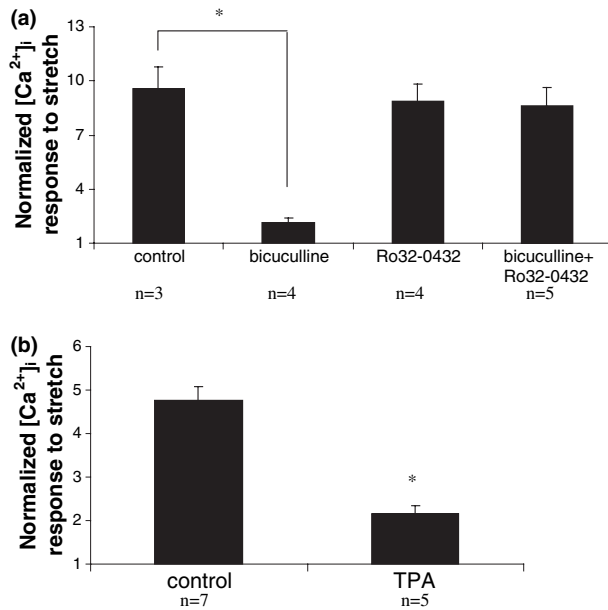 (a)
*
Normalized [Ca²⁺]i
response to stretch
13
10
7
4
1
control
bicuculline
Ro32-0432
bicuculline+
Ro32-0432
n=3
n=4
n=4
n=5
(b)
Normalized [Ca²⁺]i
response to stretch
6
5
4
3
2
1
*
control
TPA
n=7
n=5